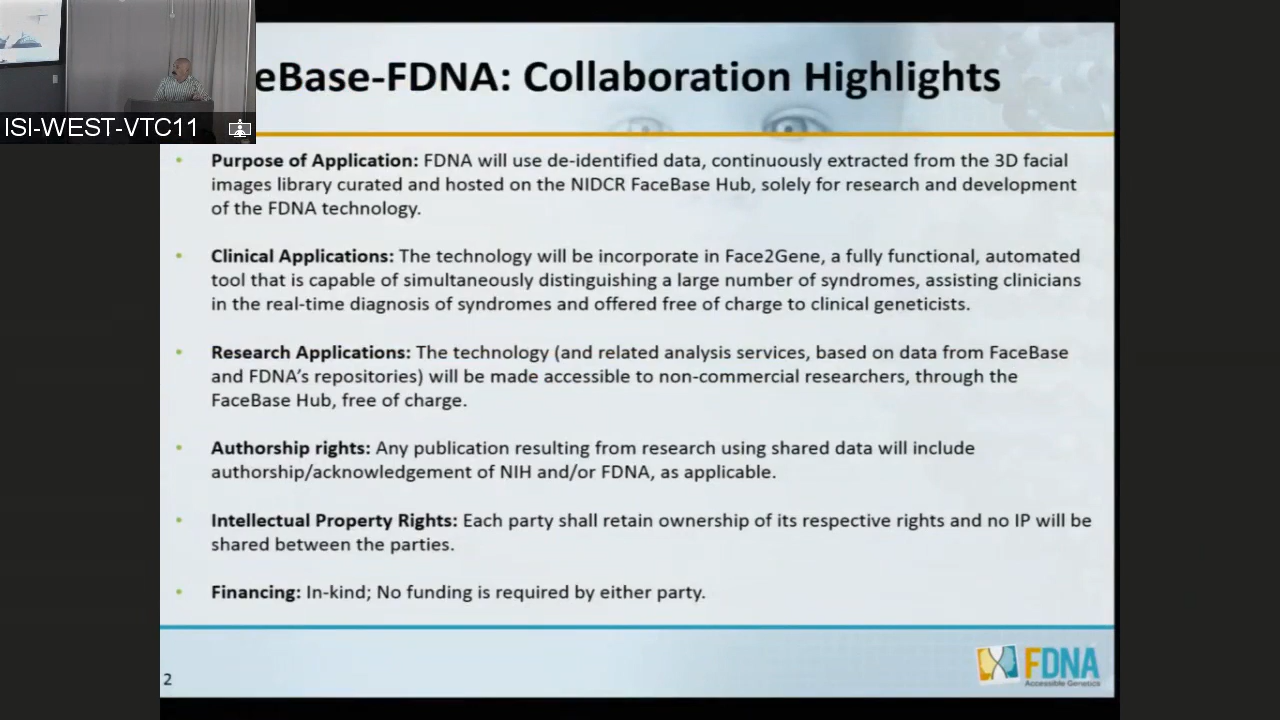 ISI-WEST-VTC11
eBase-FDNA: Collaboration Highlights
• Purpose of Application: FDNA will use de-identified data, continuously extracted from the 3D facial
images library curated and hosted on the NIDCR FaceBase Hub, solely for research and development
of the FDNA technology.
• Clinical Applications: The technology will be incorporate in Face2Gene, a fully functional, automated
tool that is capable of simultaneously distinguishing a large number of syndromes, assisting clinicians
in the real-time diagnosis of syndromes and offered free of charge to clinical geneticists.
• Research Applications: The technology (and related analysis services, based on data from FaceBase
and FDNA's repositories) will be made accessible to non-commercial researchers, through the
FaceBase Hub, free of charge.
• Authorship rights: Any publication resulting from research using shared data will include
authorship/acknowledgement of NIH and/or FDNA, as applicable.
• Intellectual Property Rights: Each party shall retain ownership of its respective rights and no IP will be
shared between the parties.
• Financing: In-kind; No funding is required by either party.
2
FDNA
Accessible Genetics